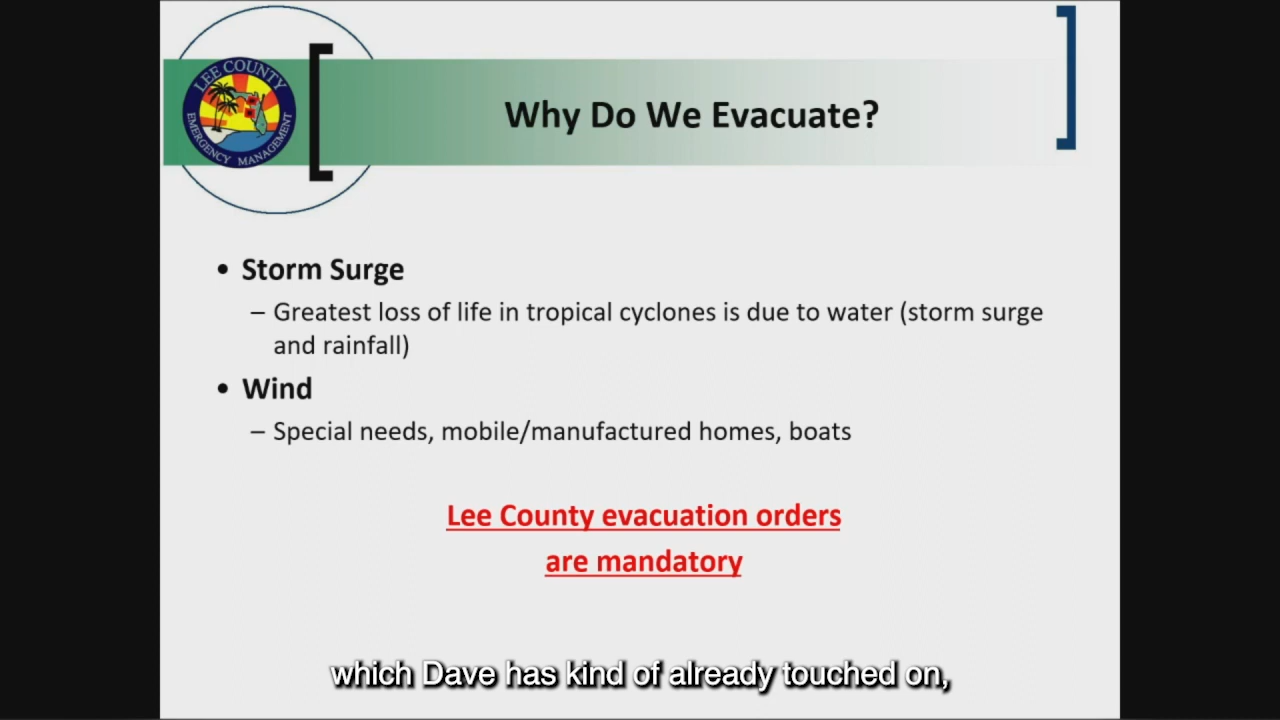 LEE COUNTY
EMERGENCY MANAGEMENT
Why Do We Evacuate?
• Storm Surge
– Greatest loss of life in tropical cyclones is due to water (storm surge
and rainfall)
• Wind
– Special needs, mobile/manufactured homes, boats
Lee County evacuation orders
are mandatory
which Dave has kind of already touched on,